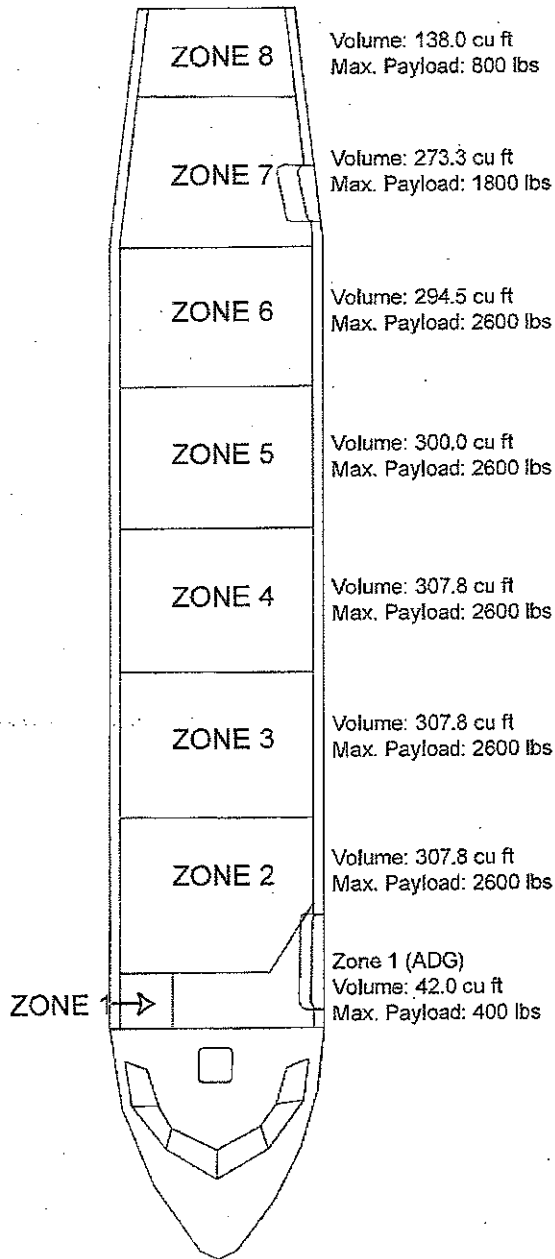 ZONE 8
Volume: 138.0 cu ft
Max. Payload: 800 lbs
ZONE 7
Volume: 273.3 cu ft
Max. Payload: 1800 lbs
ZONE 6
Volume: 294.5 cu ft
Max. Payload: 2600 lbs
ZONE 5
Volume: 300.0 cu ft
Max. Payload: 2600 lbs
ZONE 4
Volume: 307.8 cu ft
Max. Payload: 2600 lbs
ZONE 3
Volume: 307.8 cu ft
Max. Payload: 2600 lbs
ZONE 2
Volume: 307.8 cu ft
Max. Payload: 2600 lbs
ZONE 1
Zone 1 (ADG)
Volume: 42.0 cu ft
Max. Payload: 400 lbs